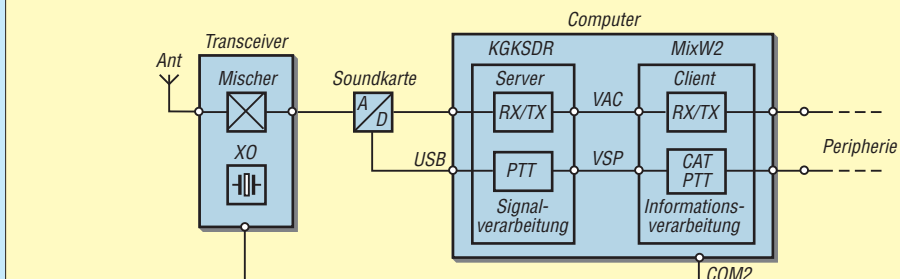 Computer
Transceiver
KGKSDR
MixW2
Ant
Mischer
Soundkarte
Server
Client
A
D
RX/TX
VAC
RX/TX
XO
USB
PTT
VSP
CAT
PTT
Peripherie
Signal-
verarbeitung
Informations-
verarbeitung
COM2